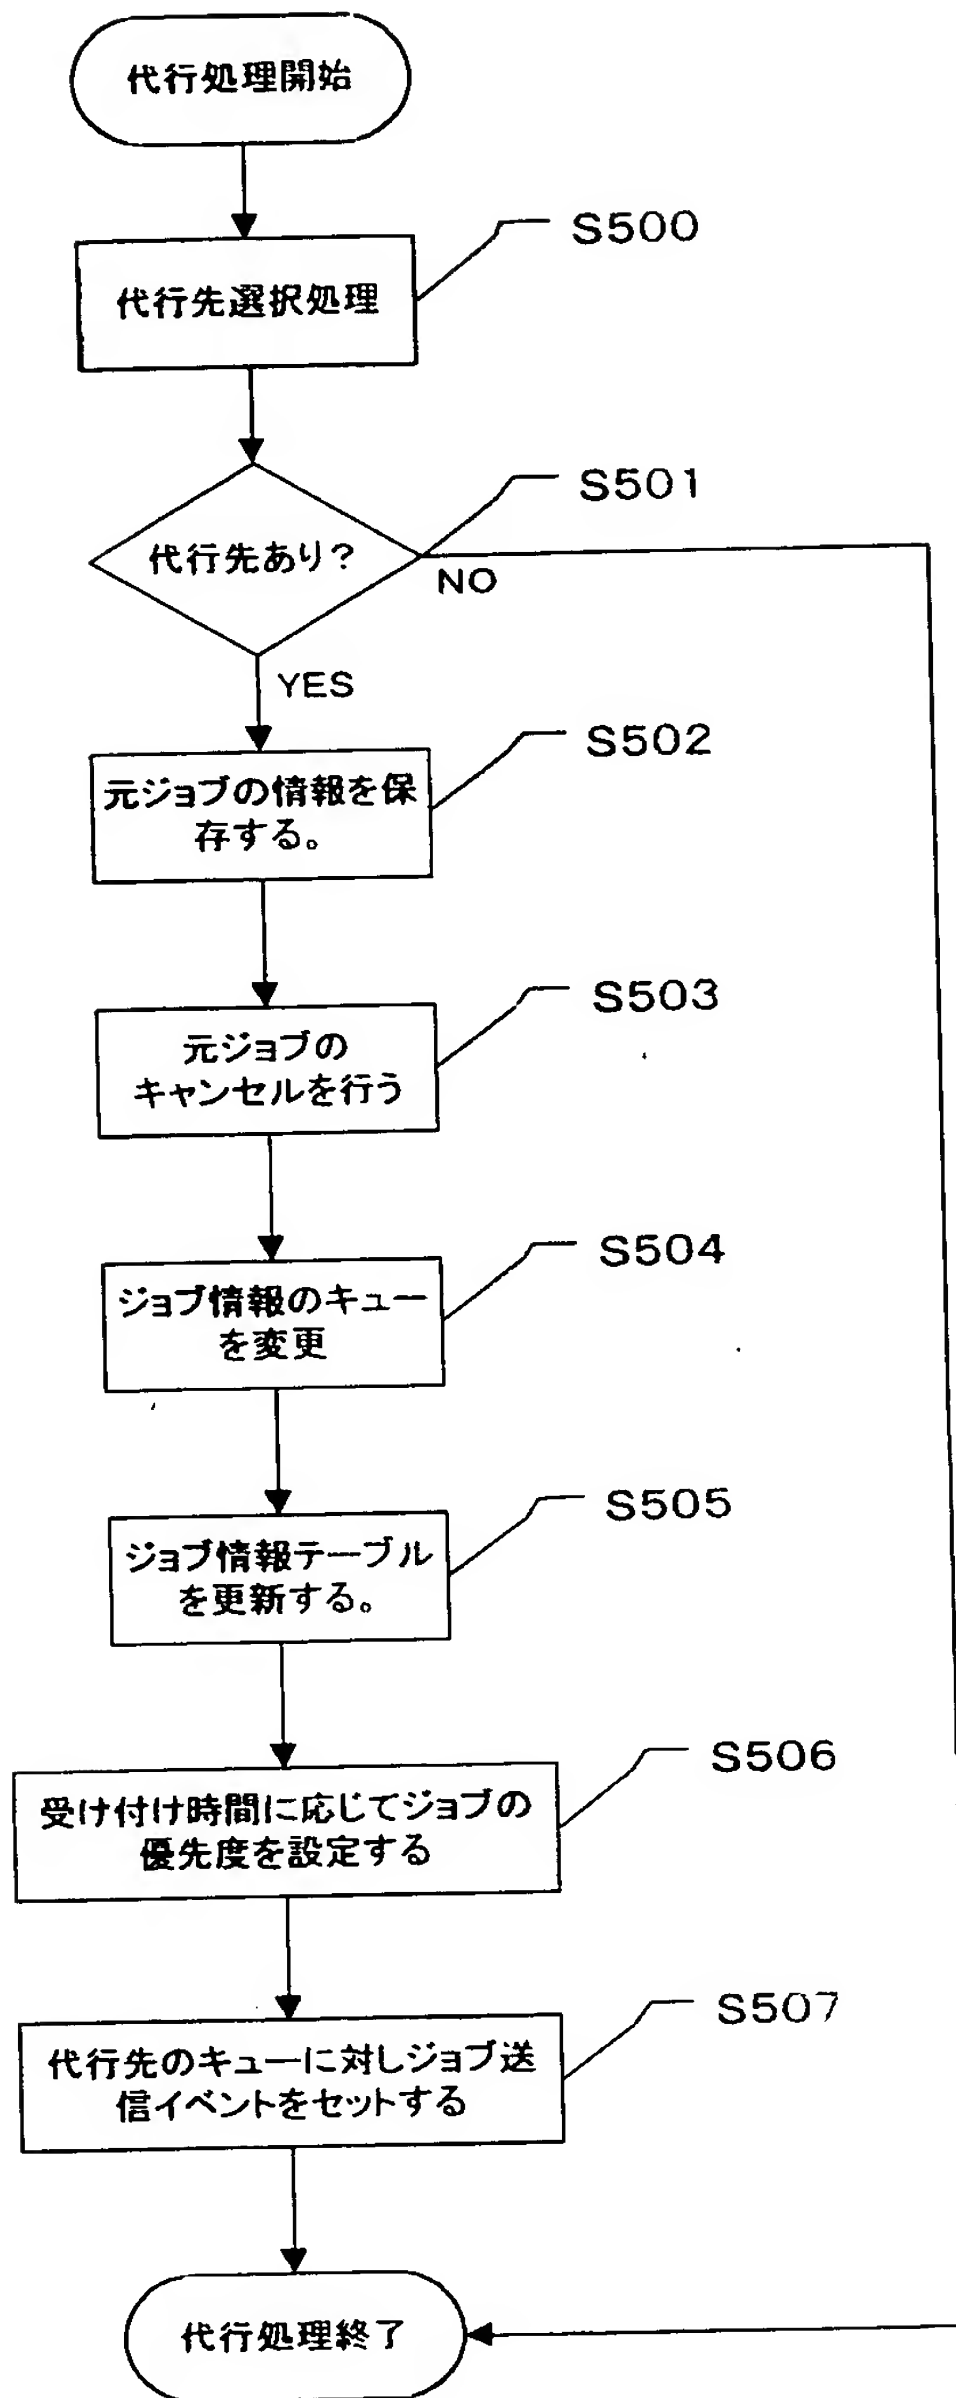 代行処理開始
S500
代行先選択処理
S501
代行先あり?
NO
YES
S502
元ジョブの情報を保
存する。
S503
元ジョブの
キャンセルを行う
S504
ジョブ情報のキュー
を変更
S505
ジョブ情報テーブル
を更新する。
S506
受け付け時間に応じてジョブの
優先度を設定する
S507
代行先のキューに対しジョブ送
信イベントをセットする
代行処理終了